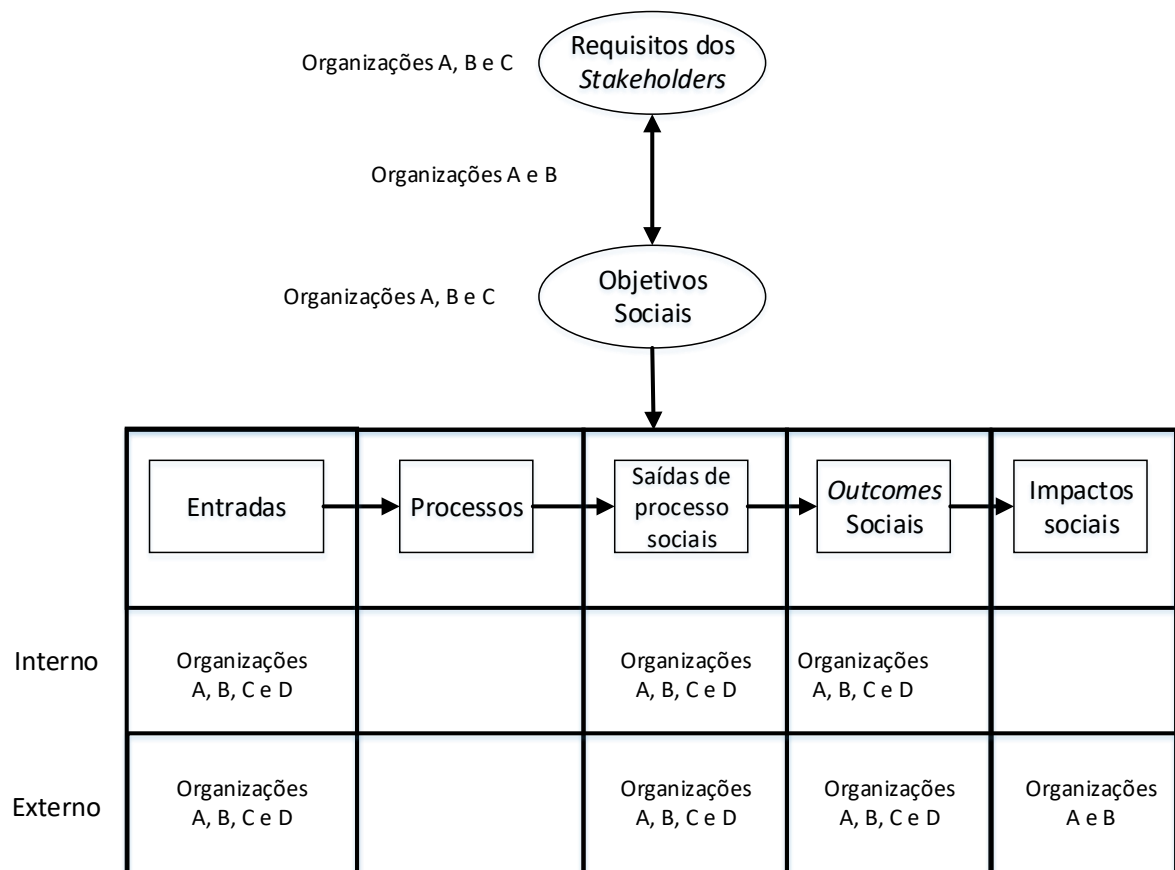 Requisitos dos
Stakeholders
Organizações A, B e C
Organizações A e B
Objetivos
Sociais
Organizações A, B e C
Entradas
Processos
Saídas de
processo
sociais
Outcomes
Sociais
Impactos
sociais
Interno
Organizações
A, B, C e D
Organizações
A, B, C e D
Organizações
A, B, C e D
Externo
Organizações
A, B, C e D
Organizações
A, B, C e D
Organizações
A, B, C e D
Organizações
A e B